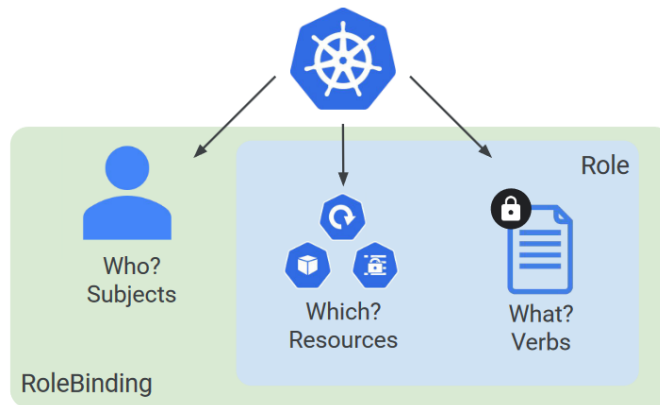 Role
Who?
Subjects
Which?
Resources
What?
Verbs
RoleBinding